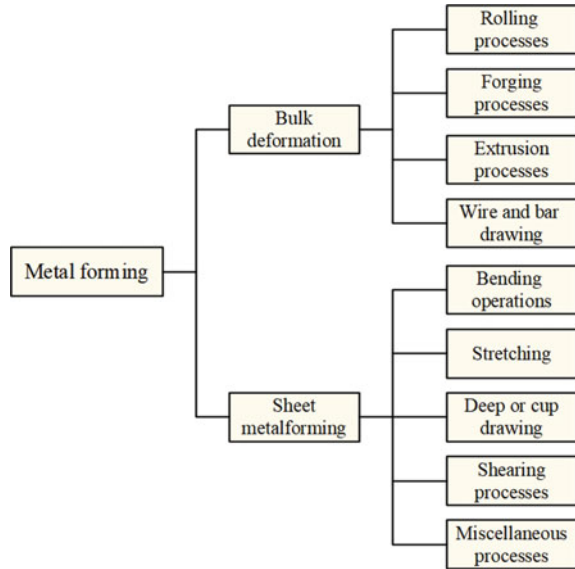 Rolling
processes
Forging
processes
Bulk
deformation
Extrusion
processes
Wire and bar
drawing
Metal forming
Bending
operations
Stretching
Sheet
metalforming
Deep or cup
drawing
Shearing
processes
Miscellaneous
processes